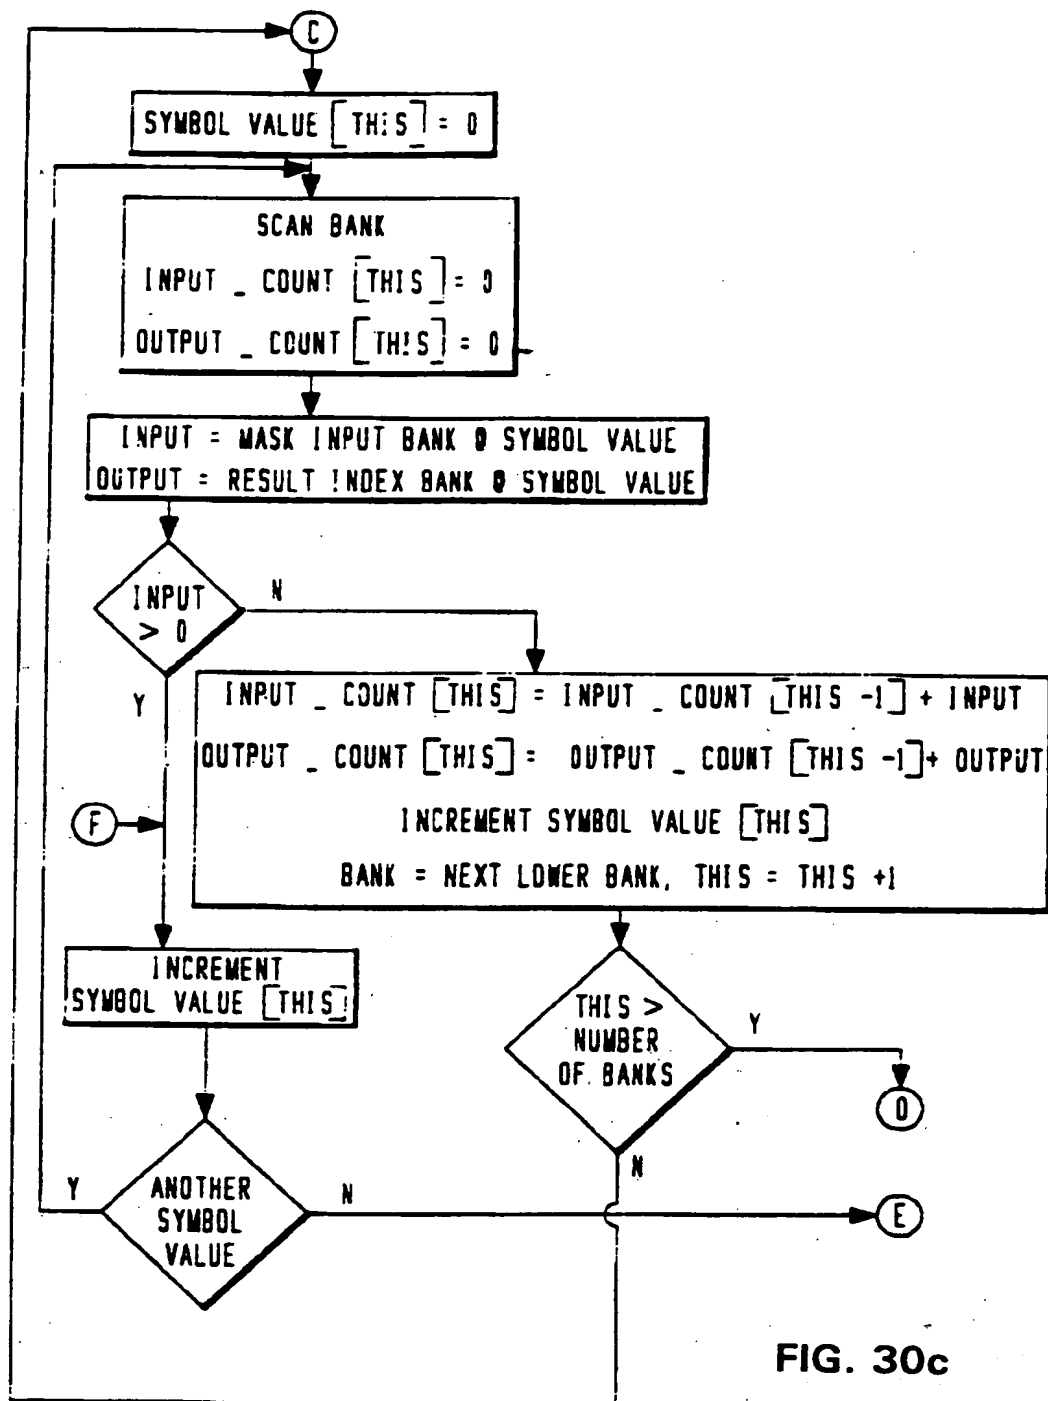 C
SYMBOL VALUE [THIS] = 0
SCAN BANK
INPUT _ COUNT [THIS] = 0
OUTPUT _ COUNT [THIS] = 0
INPUT = MASK INPUT BANK @ SYMBOL VALUE
OUTPUT = RESULT INDEX BANK @ SYMBOL VALUE
INPUT
> 0
N
Y
INPUT _ COUNT [THIS] = INPUT _ COUNT [THIS -1] + INPUT
OUTPUT _ COUNT [THIS] = OUTPUT _ COUNT [THIS -1] + OUTPUT
INCREMENT SYMBOL VALUE [THIS]
BANK = NEXT LOWER BANK, THIS = THIS +1
F
INCREMENT
SYMBOL VALUE [THIS]
THIS >
NUMBER
OF. BANKS
Y
D
N
ANOTHER
SYMBOL
VALUE
Y
N
E
FIG. 30c